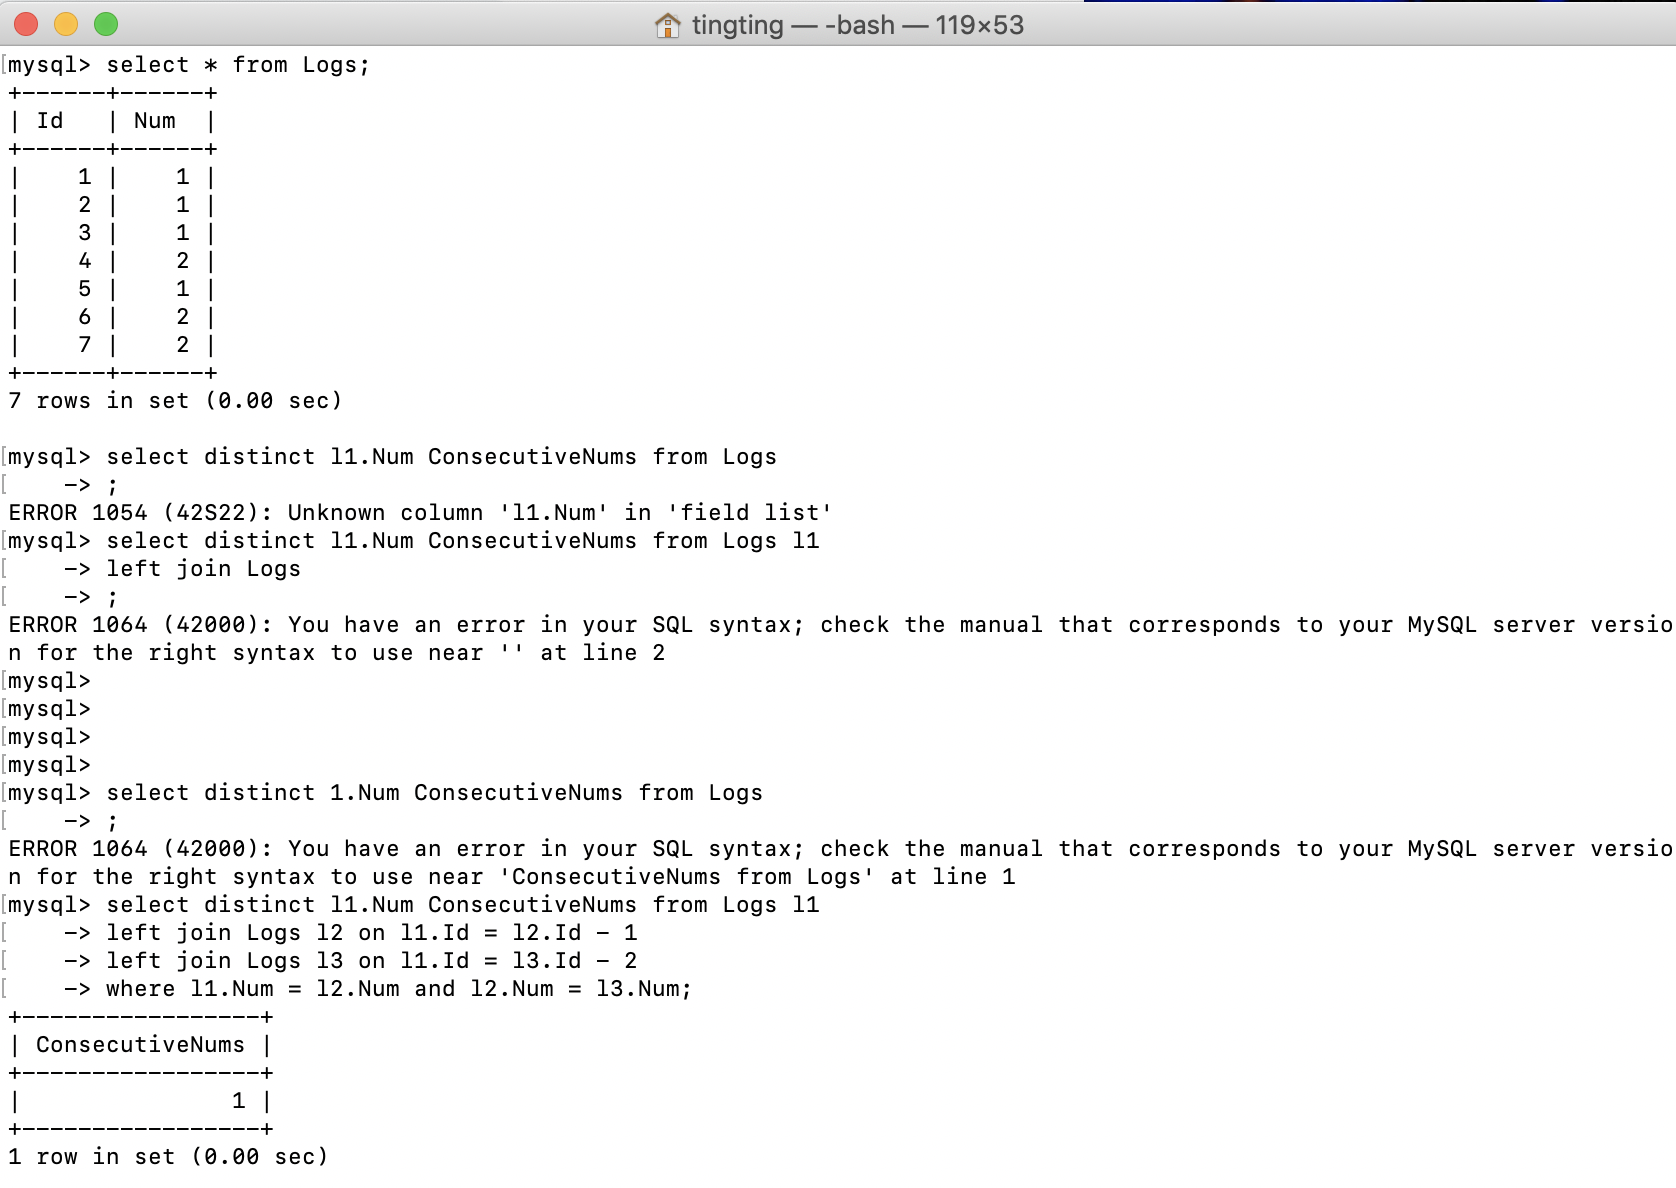 tingting — -bash — 119×53
mysql> select * from Logs;
+------+------+
| Id   | Num  |
+------+------+
|    1 |    1 |
|    2 |    1 |
|    3 |    1 |
|    4 |    2 |
|    5 |    1 |
|    6 |    2 |
|    7 |    2 |
+------+------+
7 rows in set (0.00 sec)

mysql> select distinct l1.Num ConsecutiveNums from Logs
    -> ;
ERROR 1054 (42S22): Unknown column 'l1.Num' in 'field list'
mysql> select distinct l1.Num ConsecutiveNums from Logs l1
    -> left join Logs
    -> ;
ERROR 1064 (42000): You have an error in your SQL syntax; check the manual that corresponds to your MySQL server versio
n for the right syntax to use near '' at line 2
mysql>
mysql>
mysql>
mysql>
mysql> select distinct 1.Num ConsecutiveNums from Logs
    -> ;
ERROR 1064 (42000): You have an error in your SQL syntax; check the manual that corresponds to your MySQL server versio
n for the right syntax to use near 'ConsecutiveNums from Logs' at line 1
mysql> select distinct l1.Num ConsecutiveNums from Logs l1
    -> left join Logs l2 on l1.Id = l2.Id - 1
    -> left join Logs l3 on l1.Id = l3.Id - 2
    -> where l1.Num = l2.Num and l2.Num = l3.Num;
+-----------------+
| ConsecutiveNums |
+-----------------+
|               1 |
+-----------------+
1 row in set (0.00 sec)